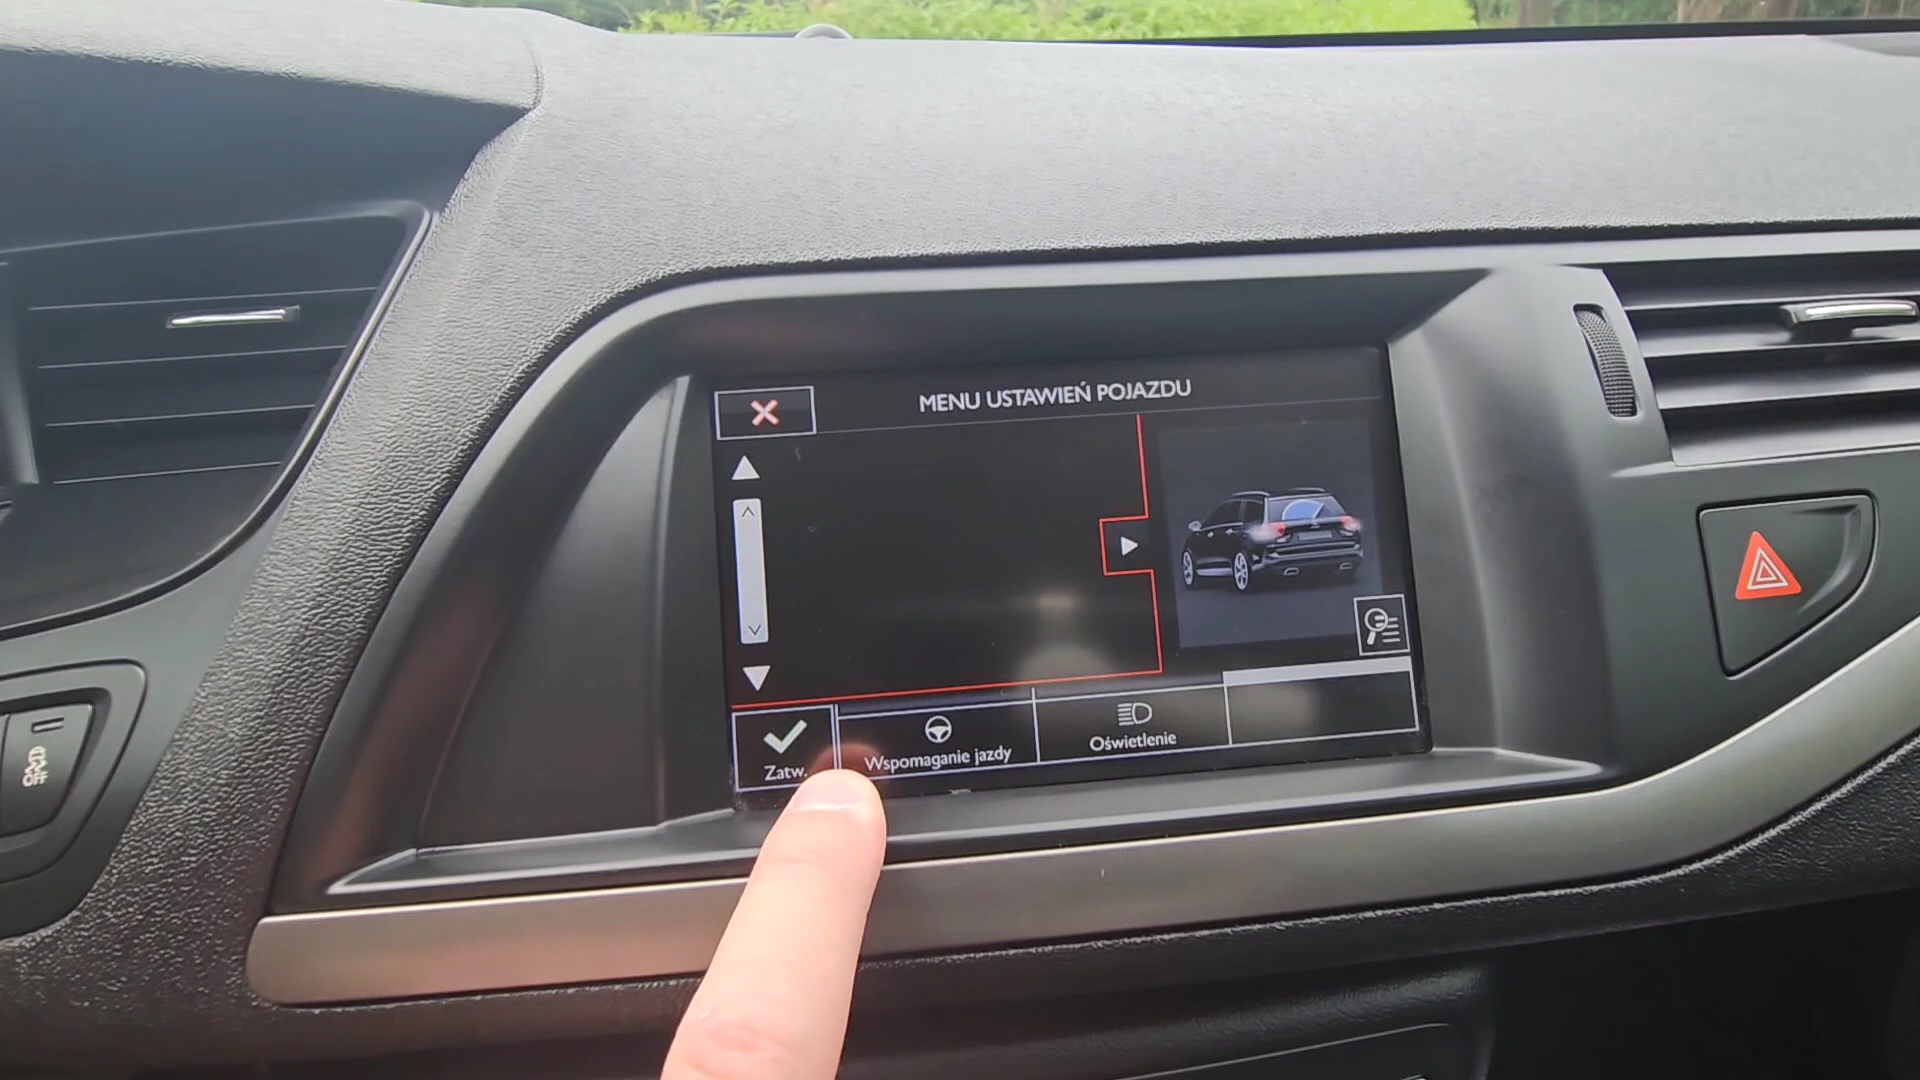 MENU USTAWIEŃ POJAZDU
Zatw.
Wspomaganie jazdy
Oświetlenie
OFF